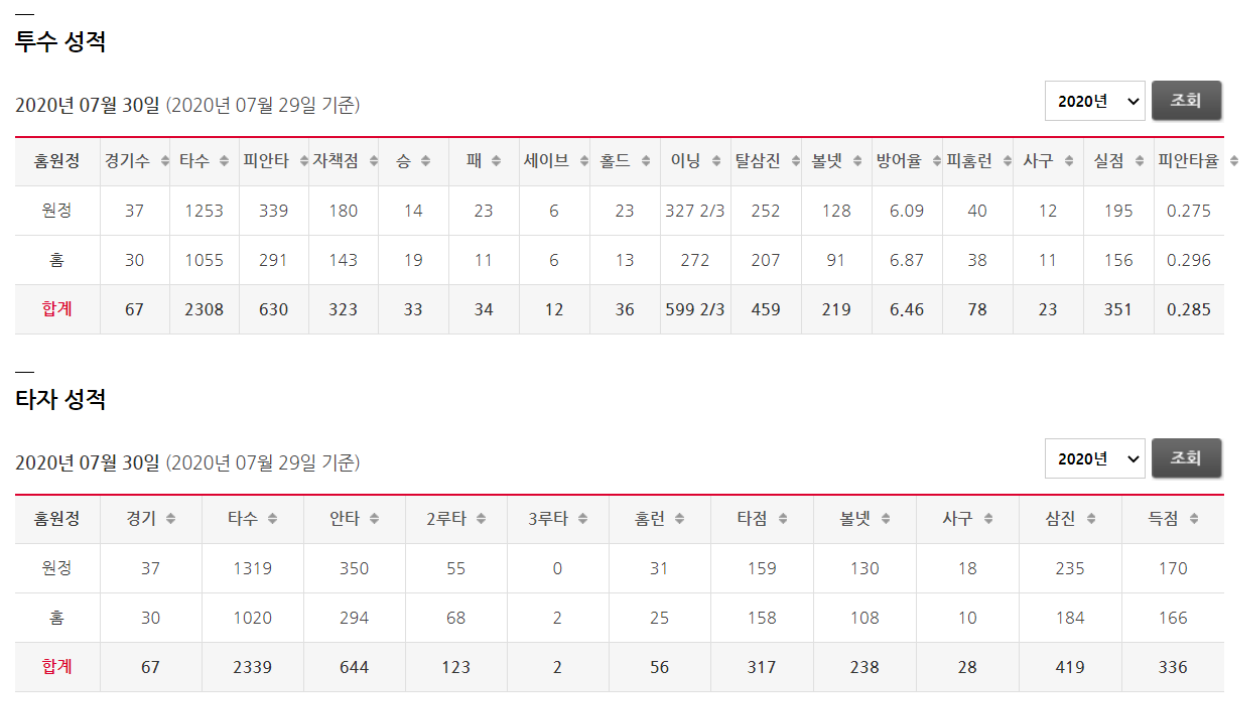 투수 성적
2020년 07월 30일 (2020년 07월 29일 기준) 2020년 조회
홈원정 경기수 타수 피안타 자책점 승 패 세이브 홀드 이닝 탈삼진 볼넷 방어율 피홈런 사구 실점 피안타율
원정 37 1253 339 180 14 23 6 23 327 2/3 252 128 6.09 40 12 195 0.275
홈 30 1055 291 143 19 11 6 13 272 207 91 6.87 38 11 156 0.296
합계 67 2308 630 323 33 34 12 36 599 2/3 459 219 6.46 78 23 351 0.285
타자 성적
2020년 07월 30일 (2020년 07월 29일 기준) 2020년 조회
홈원정 경기 타수 안타 2루타 3루타 홈런 타점 볼넷 사구 삼진 득점
원정 37 1319 350 55 0 31 159 130 18 235 170
홈 30 1020 294 68 2 25 158 108 10 184 166
합계 67 2339 644 123 2 56 317 238 28 419 336